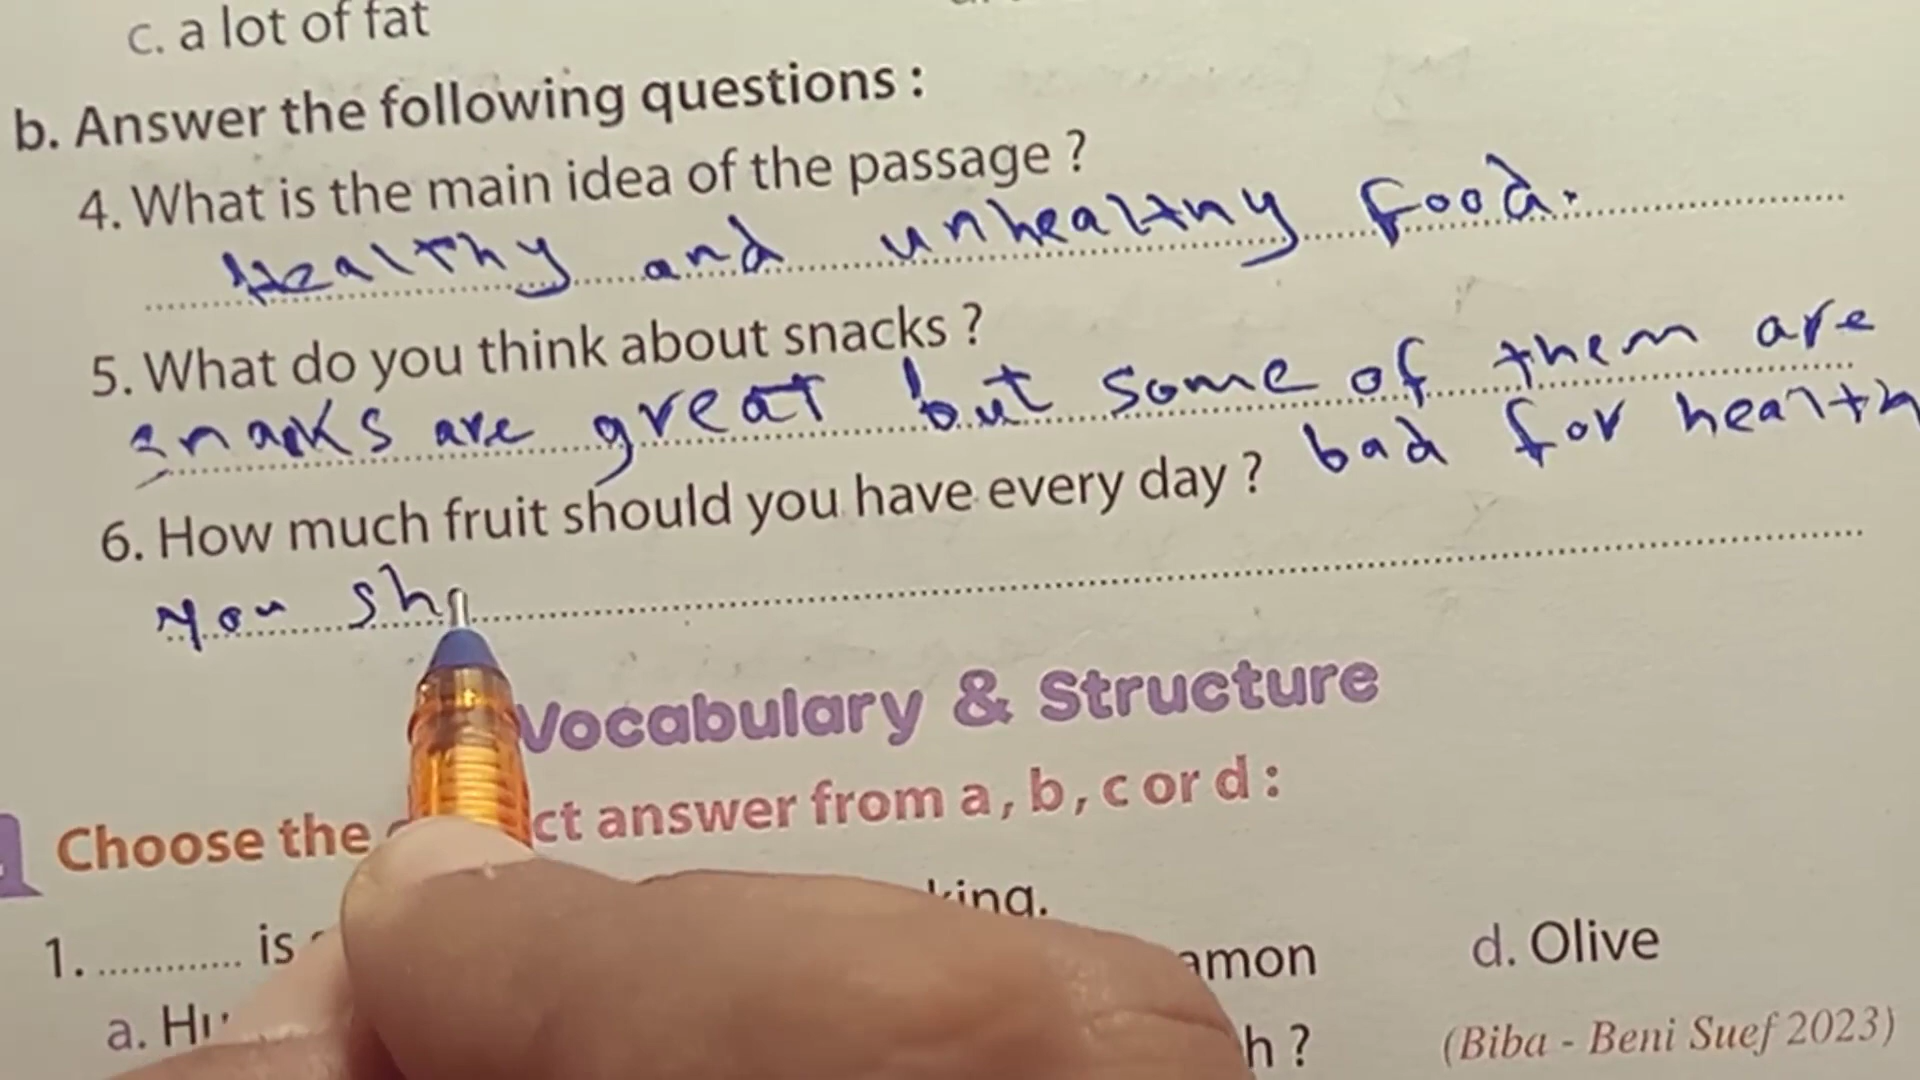 c. a lot of fat
b. Answer the following questions :
4. What is the main idea of the passage ?
Healthy and unhealthy food.
5. What do you think about snacks ?
snacks are great but some of them are
bad for health
6. How much fruit should you have every day ?
You sho
Vocabulary & Structure
Choose the ct answer from a , b , c or d :
1. ............ is king.
a. Hu amon d. Olive
h ? (Biba - Beni Suef 2023)